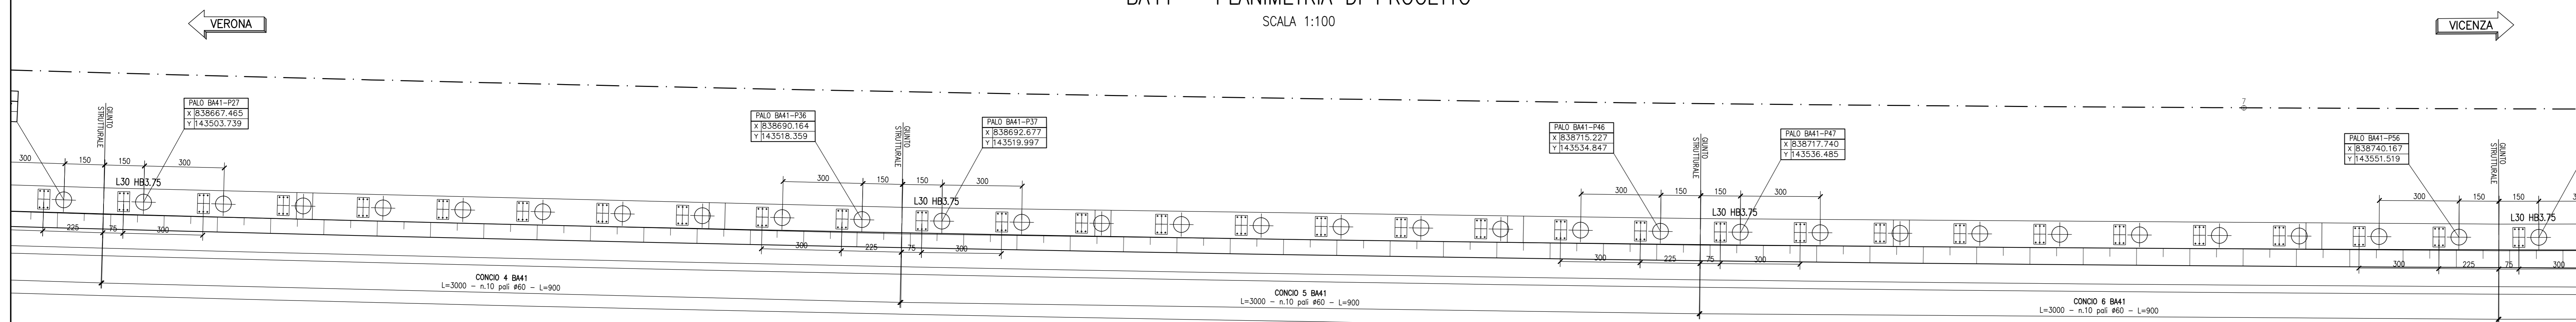 BA41 - PLANIMETRIA DI PROGETTO
SCALA 1:100
VERONA
VICENZA
7
PALO BA41-P27
X 838667.465
Y 143503.739
PALO BA41-P36
X 838690.164
Y 143518.359
PALO BA41-P37
X 838692.677
Y 143519.997
PALO BA41-P46
X 838715.227
Y 143534.847
PALO BA41-P47
X 838717.740
Y 143536.485
PALO BA41-P56
X 838740.167
Y 143551.519
GIUNTO
STRUTTURALE
GIUNTO
STRUTTURALE
GIUNTO
STRUTTURALE
GIUNTO
STRUTTURALE
300 150 150 300
300 150 150 300
300 150 150 300
300 150 150
L30 HB3.75
L30 HB3.75
L30 HB3.75
L30 HB3.75
225 75 300
300 225 75 300
300 225 75 300
300 225 75 300
CONCIO 4 BA41
L=3000 - n.10 pali ø60 - L=900
CONCIO 5 BA41
L=3000 - n.10 pali ø60 - L=900
CONCIO 6 BA41
L=3000 - n.10 pali ø60 - L=900